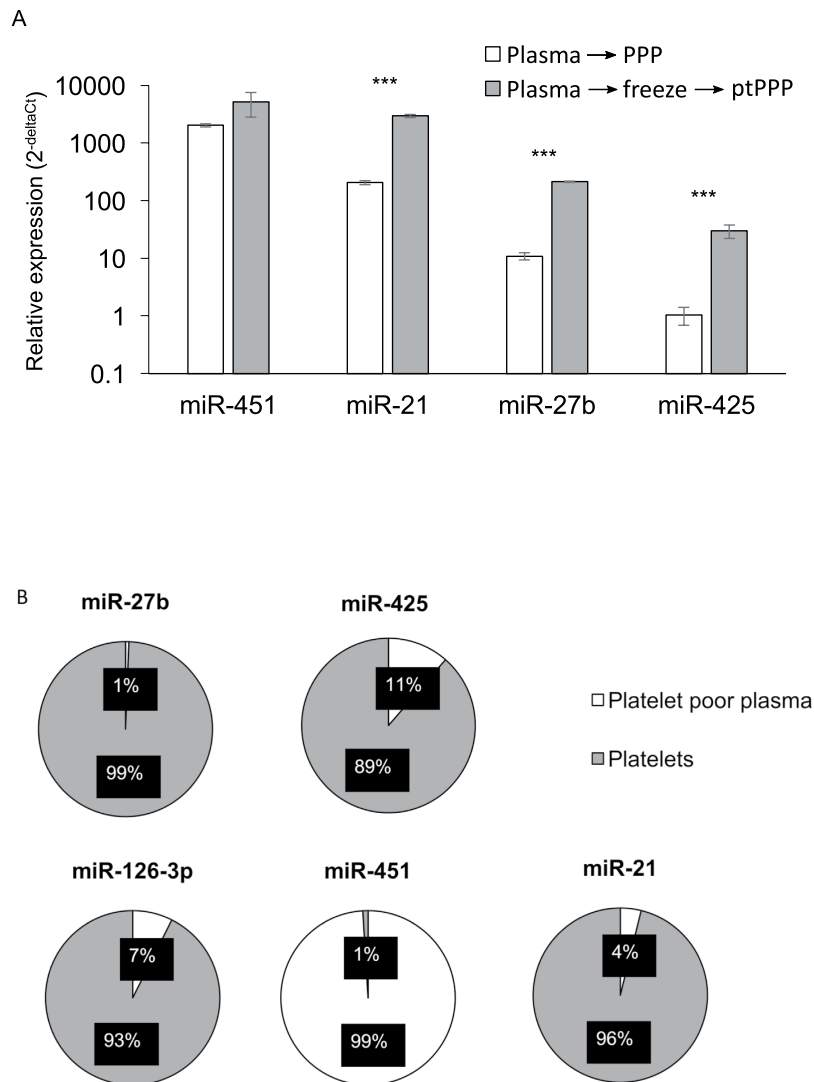 A
Plasma → PPP
Plasma → freeze → ptPPP
Relative expression (2^-deltaCt)
10000
1000
100
10
1
0.1
***
***
***
miR-451
miR-21
miR-27b
miR-425
B
miR-27b
1%
99%
miR-425
11%
89%
Platelet poor plasma
Platelets
miR-126-3p
7%
93%
miR-451
1%
99%
miR-21
4%
96%